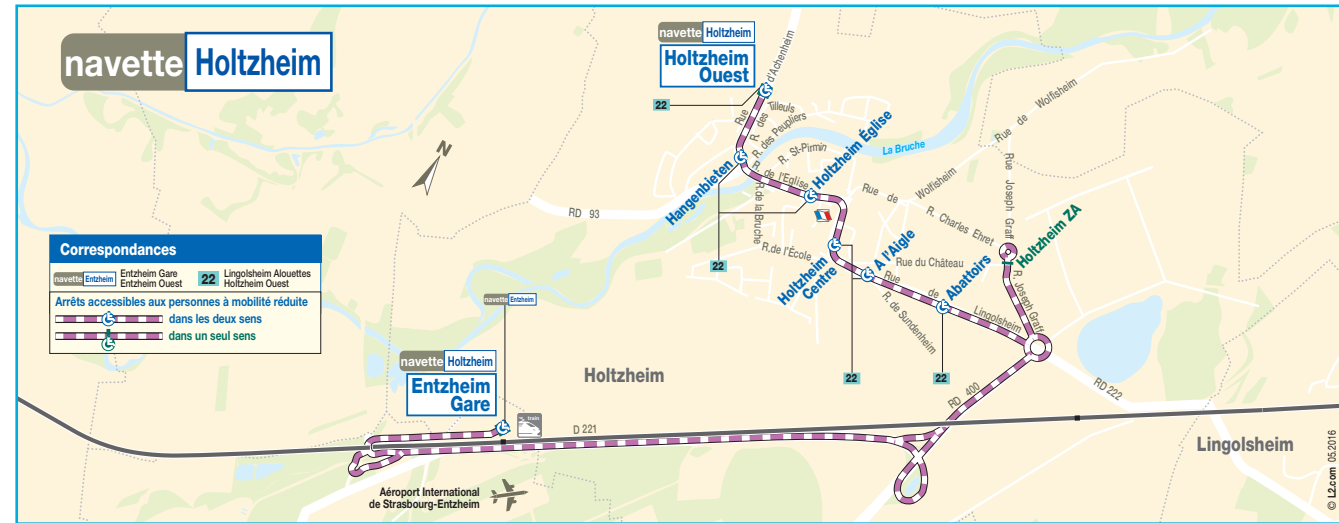 navette Holtzheim
navette Holtzheim
Holtzheim
Ouest
22
Rue d'Achenheim
R. des Tilleuls
R. des Peupliers
R. St-Pirmin
Hangenbieten
R. de l'Eglise
Holtzheim Église
La Bruche
Rue de Wolfisheim
Rue de Wolfisheim
Rue Joseph Graff
R. Charles Ehret
Holtzheim ZA
R. Joseph Graff
N
RD 93
R. de la Bruche
22
R.de l'École
Holtzheim
Centre
A l'Aigle
Rue du Château
Abattoirs
Rue de Lingolsheim
R. de Sundenheim
22
22
RD 400
RD 222
Correspondances
navette Entzheim
Entzheim Gare
Entzheim Ouest
22
Lingolsheim Alouettes
Holtzheim Ouest
Arrêts accessibles aux personnes à mobilité réduite
dans les deux sens
dans un seul sens
navette Entzheim
navette Holtzheim
Entzheim
Gare
train
Holtzheim
D 221
Lingolsheim
Aéroport International
de Strasbourg-Entzheim
© L2.com 05.2016